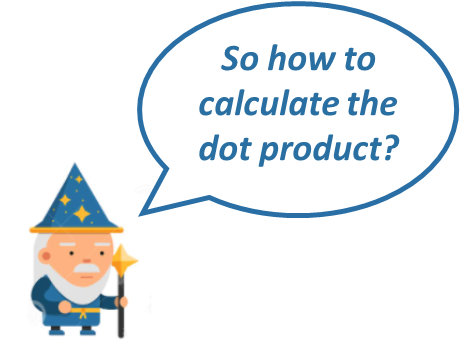 So how to
calculate the
dot product?